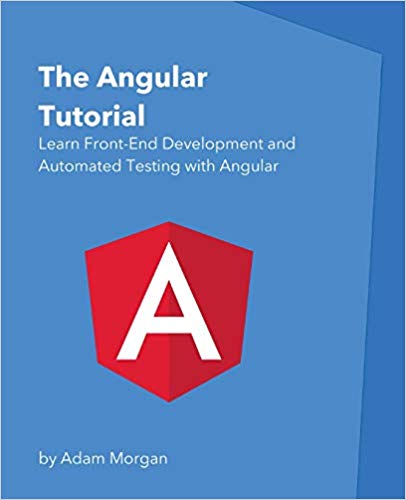 The Angular
Tutorial
Learn Front-End Development and
Automated Testing with Angular
A
by Adam Morgan